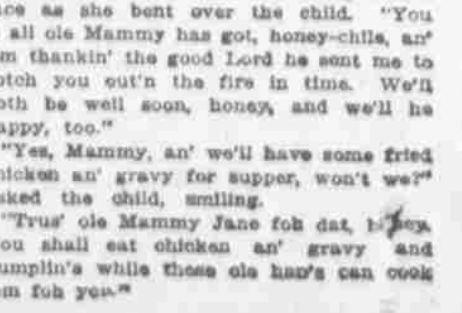 ce as she bent over the child. "You
all ole Mammy has got, honey-chile, an'
m thankin' the good Lord he sent me to
otch you out'n the fire in time. We'll
oth be well soon, honey, and we'll be
appy, too."
"Yes, Mammy, an' we'll have some fried
hicken an' gravy for supper, won't we?"
sked the child, smiling.
"Trus' ole Mammy Jane foh dat,
ou shall eat chicken an' gravy and
umplin's while these ole han's can cook
m foh you."